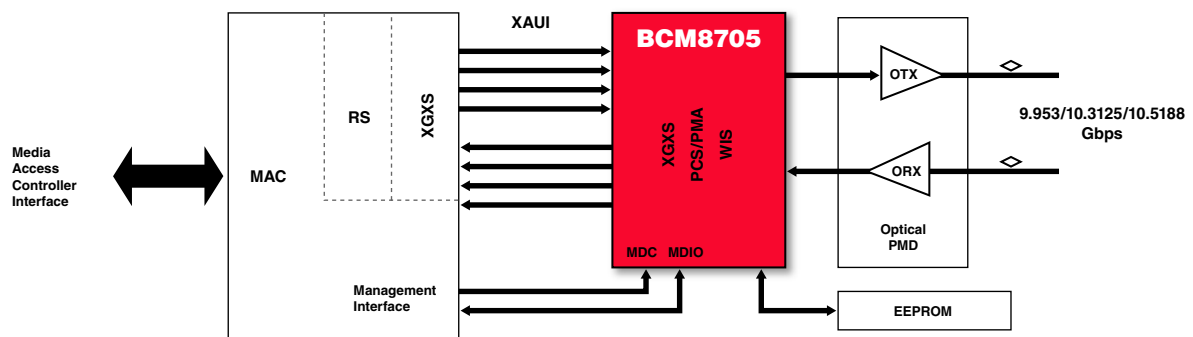 XAUI
BCM8705
OTX
RS
XGXS
9.953/10.3125/10.5188
Gbps
XGXS
PCS/PMA
WIS
Media
Access
Controller
Interface
MAC
ORX
Optical
PMD
MDC MDIO
Management
Interface
EEPROM